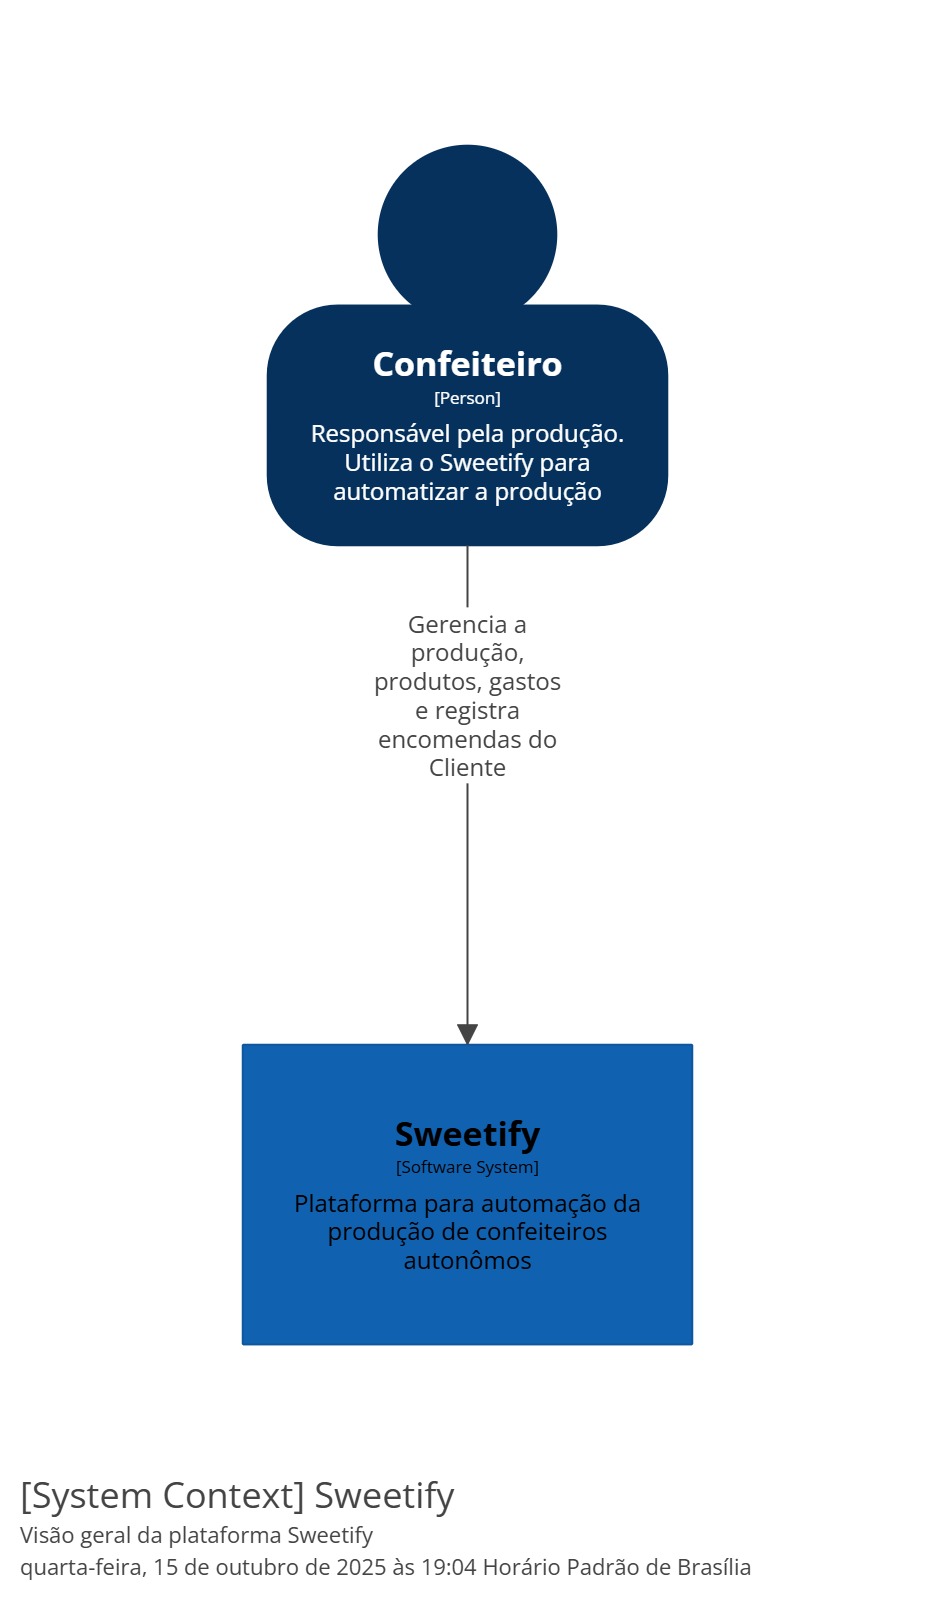 Confeiteiro
[Person]
Responsável pela produção.
Utiliza o Sweetify para
automatizar a produção
Gerencia a
produção,
produtos, gastos
e registra
encomendas do
Cliente
Sweetify
[Software System]
Plataforma para automação da
produção de confeiteiros
autonômos
[System Context] Sweetify
Visão geral da plataforma Sweetify
quarta-feira, 15 de outubro de 2025 às 19:04 Horário Padrão de Brasília